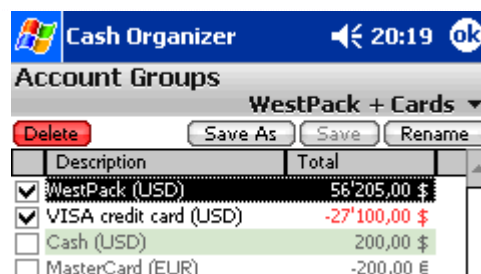 Cash Organizer 20:19 ok
Account Groups
WestPack + Cards
Delete Save As Save Rename
Description Total
WestPack (USD) 56'205,00 $
VISA credit card (USD) -27'100,00 $
Cash (USD) 200,00 $
MasterCard (EUR) -200,00 €